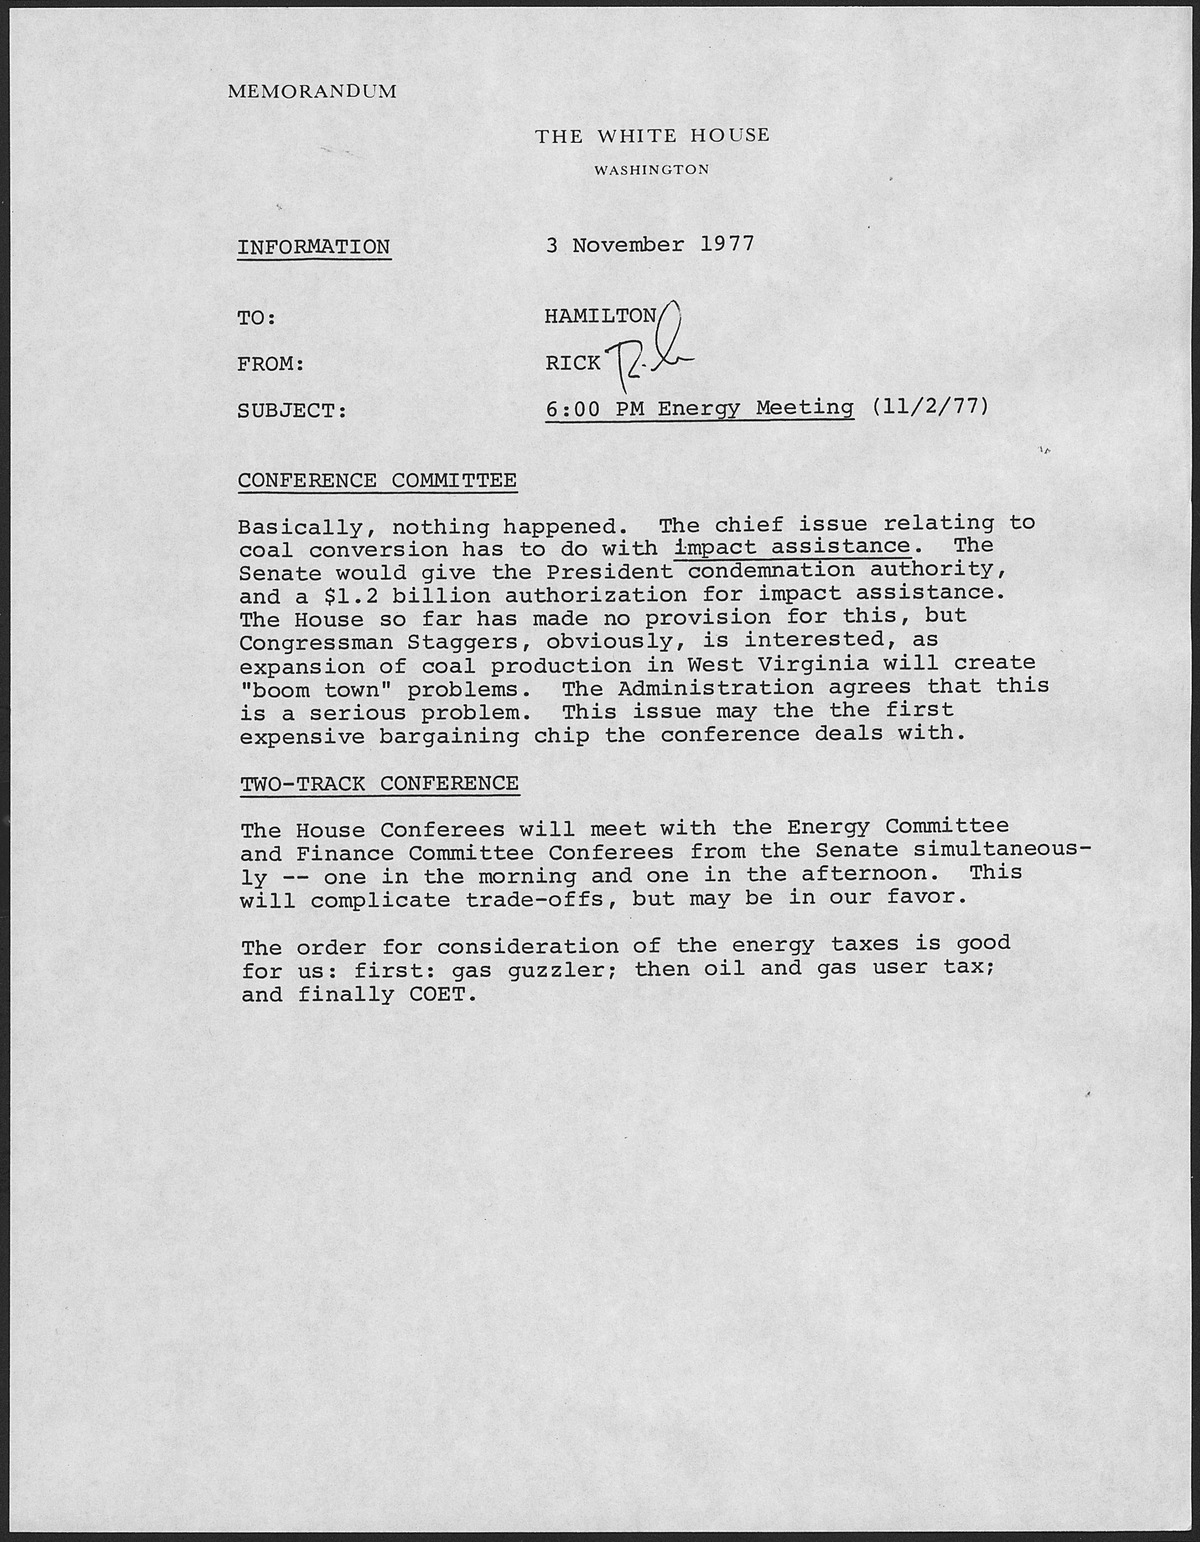 MEMORANDUM
THE WHITE HOUSE
WASHINGTON
INFORMATION 3 November 1977
TO: HAMILTON
FROM: RICK
SUBJECT: 6:00 PM Energy Meeting (11/2/77)
CONFERENCE COMMITTEE
Basically, nothing happened. The chief issue relating to
coal conversion has to do with impact assistance. The
Senate would give the President condemnation authority,
and a $1.2 billion authorization for impact assistance.
The House so far has made no provision for this, but
Congressman Staggers, obviously, is interested, as
expansion of coal production in West Virginia will create
"boom town" problems. The Administration agrees that this
is a serious problem. This issue may the the first
expensive bargaining chip the conference deals with.
TWO-TRACK CONFERENCE
The House Conferees will meet with the Energy Committee
and Finance Committee Conferees from the Senate simultaneous-
ly -- one in the morning and one in the afternoon. This
will complicate trade-offs, but may be in our favor.
The order for consideration of the energy taxes is good
for us: first: gas guzzler; then oil and gas user tax;
and finally COET.